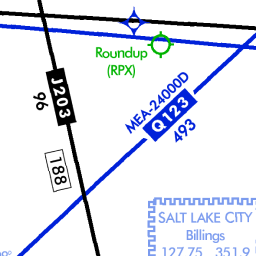 Roundup
(RPX)
J203
96
188
MEA-24000D
Q123
493
SALT LAKE CITY
Billings
127.75 351.9